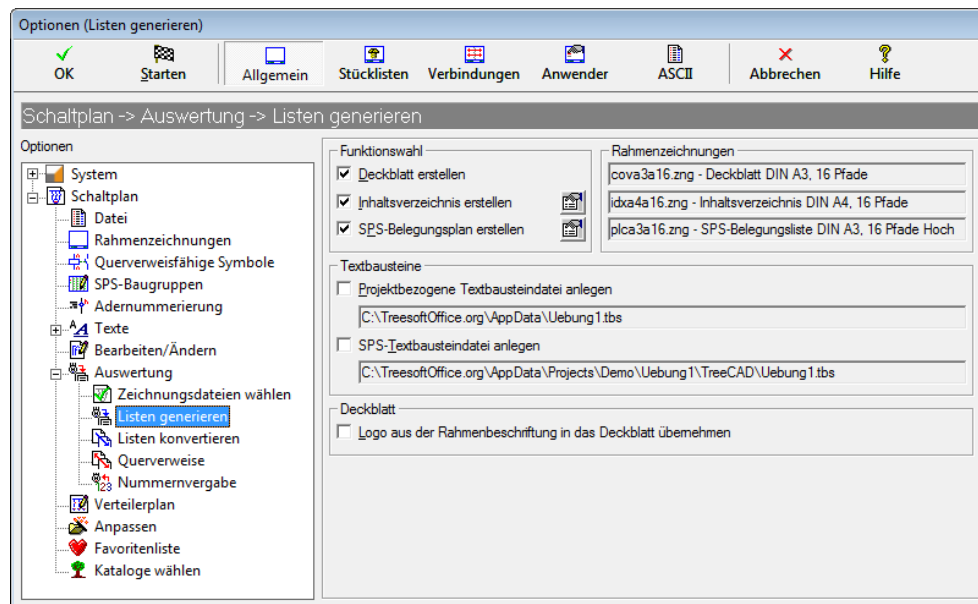 Optionen (Listen generieren)
OK Starten Allgemein Stücklisten Verbindungen Anwender ASCII Abbrechen Hilfe
Schaltplan -> Auswertung -> Listen generieren
Optionen
System
Schaltplan
Datei
Rahmenzeichnungen
Querverweisfähige Symbole
SPS-Baugruppen
Adernummerierung
Texte
Bearbeiten/Ändern
Auswertung
Zeichnungsdateien wählen
Listen generieren
Listen konvertieren
Querverweise
Nummernvergabe
Verteilerplan
Anpassen
Favoritenliste
Kataloge wählen
Funktionswahl
Deckblatt erstellen
Inhaltsverzeichnis erstellen
SPS-Belegungsplan erstellen
Rahmenzeichnungen
cova3a16.zng - Deckblatt DIN A3, 16 Pfade
idxa4a16.zng - Inhaltsverzeichnis DIN A4, 16 Pfade
plca3a16.zng - SPS-Belegungsliste DIN A3, 16 Pfade Hoch
Textbausteine
Projektbezogene Textbausteindatei anlegen
C:\TreesoftOffice.org\AppData\Uebung1.tbs
SPS-Textbausteindatei anlegen
C:\TreesoftOffice.org\AppData\Projects\Demo\Uebung1\TreeCAD\Uebung1.tbs
Deckblatt
Logo aus der Rahmenbeschriftung in das Deckblatt übernehmen